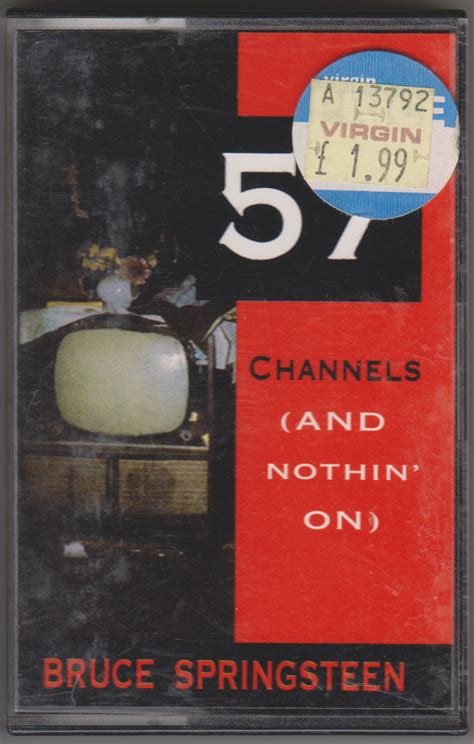 virgin
E
A 13792
VIRGIN
£ 1.99
57
CHANNELS
(AND
NOTHIN'
ON)
BRUCE SPRINGSTEEN